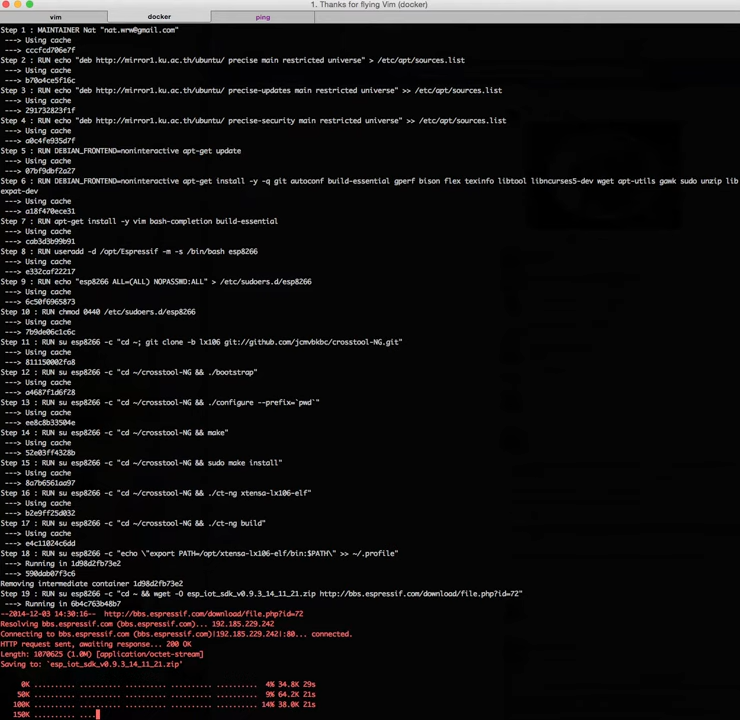 1. Thanks for flying Vim (docker)
vim
docker
ping
Step 1 : MAINTAINER Nat "nat.wrw@gmail.com"
---> Using cache
---> cccfcd706e7f
Step 2 : RUN echo "deb http://mirror1.ku.ac.th/ubuntu/ precise main restricted universe" > /etc/apt/sources.list
---> Using cache
---> b70a4ce5f16c
Step 3 : RUN echo "deb http://mirror1.ku.ac.th/ubuntu/ precise-updates main restricted universe" >> /etc/apt/sources.list
---> Using cache
---> 291732823f1f
Step 4 : RUN echo "deb http://mirror1.ku.ac.th/ubuntu/ precise-security main restricted universe" >> /etc/apt/sources.list
---> Using cache
---> a0c4fe935d7f
Step 5 : RUN DEBIAN_FRONTEND=noninteractive apt-get update
---> Using cache
---> 07bf9dbf2a27
Step 6 : RUN DEBIAN_FRONTEND=noninteractive apt-get install -y -q git autoconf build-essential gperf bison flex texinfo libtool libncurses5-dev wget apt-utils gawk sudo unzip lib
expat-dev
---> Using cache
---> a18f470ece31
Step 7 : RUN apt-get install -y vim bash-completion build-essential
---> Using cache
---> cab3d3b99b91
Step 8 : RUN useradd -d /opt/Espressif -m -s /bin/bash esp8266
---> Using cache
---> e332caf22217
Step 9 : RUN echo "esp8266 ALL=(ALL) NOPASSWD:ALL" > /etc/sudoers.d/esp8266
---> Using cache
---> 6c50f6965873
Step 10 : RUN chmod 0440 /etc/sudoers.d/esp8266
---> Using cache
---> 7b9de06c1c6c
Step 11 : RUN su esp8266 -c "cd ~; git clone -b lx106 git://github.com/jcmvbkbc/crosstool-NG.git"
---> Using cache
---> 811150002fa8
Step 12 : RUN su esp8266 -c "cd ~/crosstool-NG && ./bootstrap"
---> Using cache
---> a4687f1d6f28
Step 13 : RUN su esp8266 -c "cd ~/crosstool-NG && ./configure --prefix=`pwd`"
---> Using cache
---> ee8c8b33504e
Step 14 : RUN su esp8266 -c "cd ~/crosstool-NG && make"
---> Using cache
---> 52e03ff4328b
Step 15 : RUN su esp8266 -c "cd ~/crosstool-NG && sudo make install"
---> Using cache
---> 8a7b6561aa97
Step 16 : RUN su esp8266 -c "cd ~/crosstool-NG && ./ct-ng xtensa-lx106-elf"
---> Using cache
---> b2e9ff25d032
Step 17 : RUN su esp8266 -c "cd ~/crosstool-NG && ./ct-ng build"
---> Using cache
---> e4c11024c6dd
Step 18 : RUN su esp8266 -c "echo \"export PATH=/opt/xtensa-lx106-elf/bin:$PATH\" >> ~/.profile"
---> Running in 1d98d2fb73e2
---> 590dab07f3c6
Removing intermediate container 1d98d2fb73e2
Step 19 : RUN su esp8266 -c "cd ~ && wget -O esp_iot_sdk_v0.9.3_14_11_21.zip http://bbs.espressif.com/download/file.php?id=72"
---> Running in 6b4c763b48b7
--2014-12-03 14:30:16--  http://bbs.espressif.com/download/file.php?id=72
Resolving bbs.espressif.com (bbs.espressif.com)... 192.185.229.242
Connecting to bbs.espressif.com (bbs.espressif.com)|192.185.229.242|:80... connected.
HTTP request sent, awaiting response... 200 OK
Length: 1070625 (1.0M) [application/octet-stream]
Saving to: `esp_iot_sdk_v0.9.3_14_11_21.zip'
0K .......... .......... .......... .......... .......... 4% 34.8K 29s
50K .......... .......... .......... .......... .......... 9% 64.2K 21s
100K .......... .......... .......... .......... .......... 14% 38.0K 21s
150K .......... ....